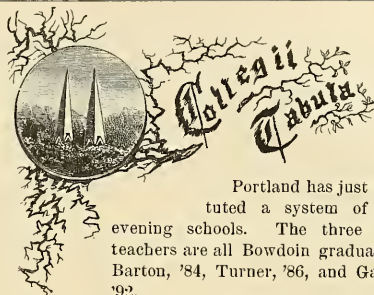 Collegii
Tabula
Portland has just
tuted a system of
evening schools. The three
teachers are all Bowdoin gradua
Barton, '84, Turner, '86, and Ga
'92.